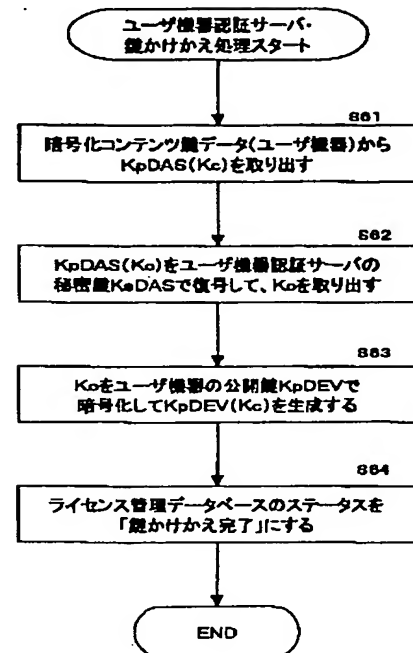 ユーザ機器認証サーバ・
鍵かけかえ処理スタート
S61
暗号化コンテンツ鍵データ(ユーザ機器)から
KpDAS(Kc)を取り出す
S62
KpDAS(Kc)をユーザ機器認証サーバの
秘密鍵KsDASで復号して、Kcを取り出す
S63
Kcをユーザ機器の公開鍵KpDEVで
暗号化してKpDEV(Kc)を生成する
S64
ライセンス管理データベースのステータスを
「鍵かけかえ完了」にする
END